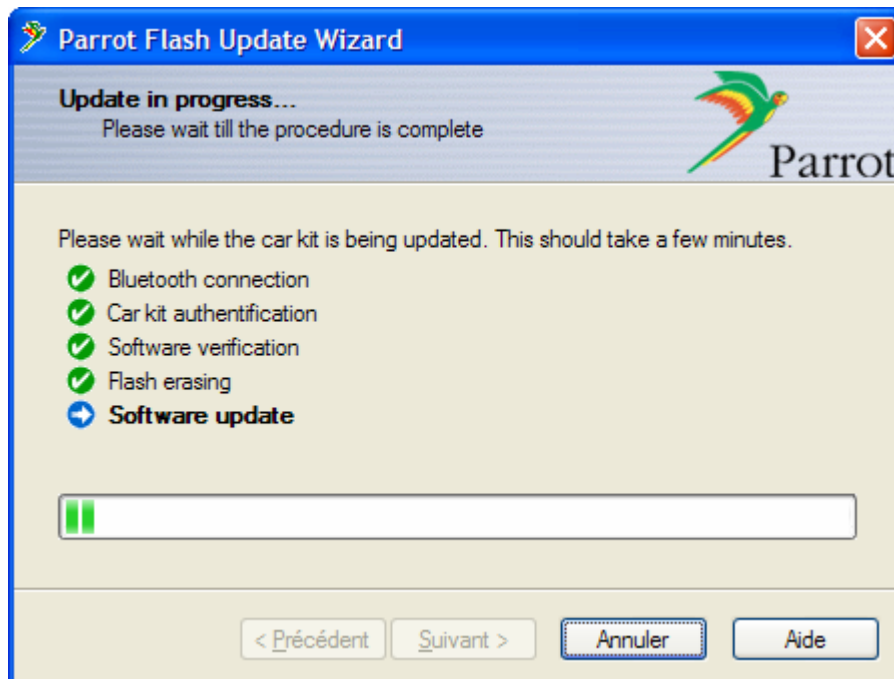 Parrot Flash Update Wizard
Update in progress...
Please wait till the procedure is complete
Parrot
Please wait while the car kit is being updated. This should take a few minutes.
Bluetooth connection
Car kit authentification
Software verification
Flash erasing
Software update
< Précédent
Suivant >
Annuler
Aide